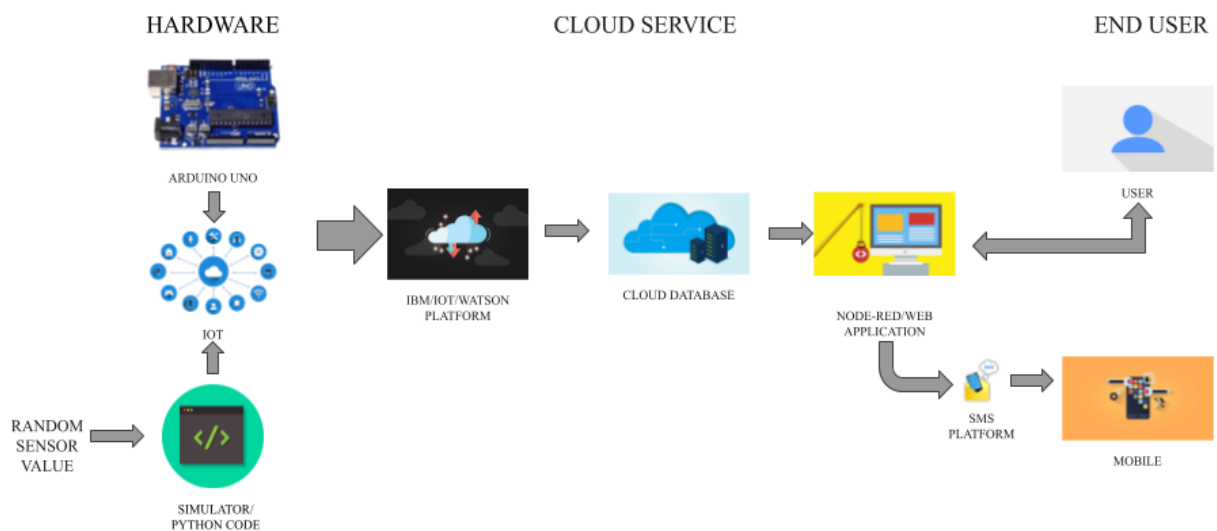 HARDWARE
CLOUD SERVICE
END USER
UNO
ARDUINO UNO
IOT
RANDOM
SENSOR
VALUE
</>
SIMULATOR/
PYTHON CODE
IBM/IOT/WATSON
PLATFORM
CLOUD DATABASE
NODE-RED/WEB
APPLICATION
USER
SMS
PLATFORM
MOBILE